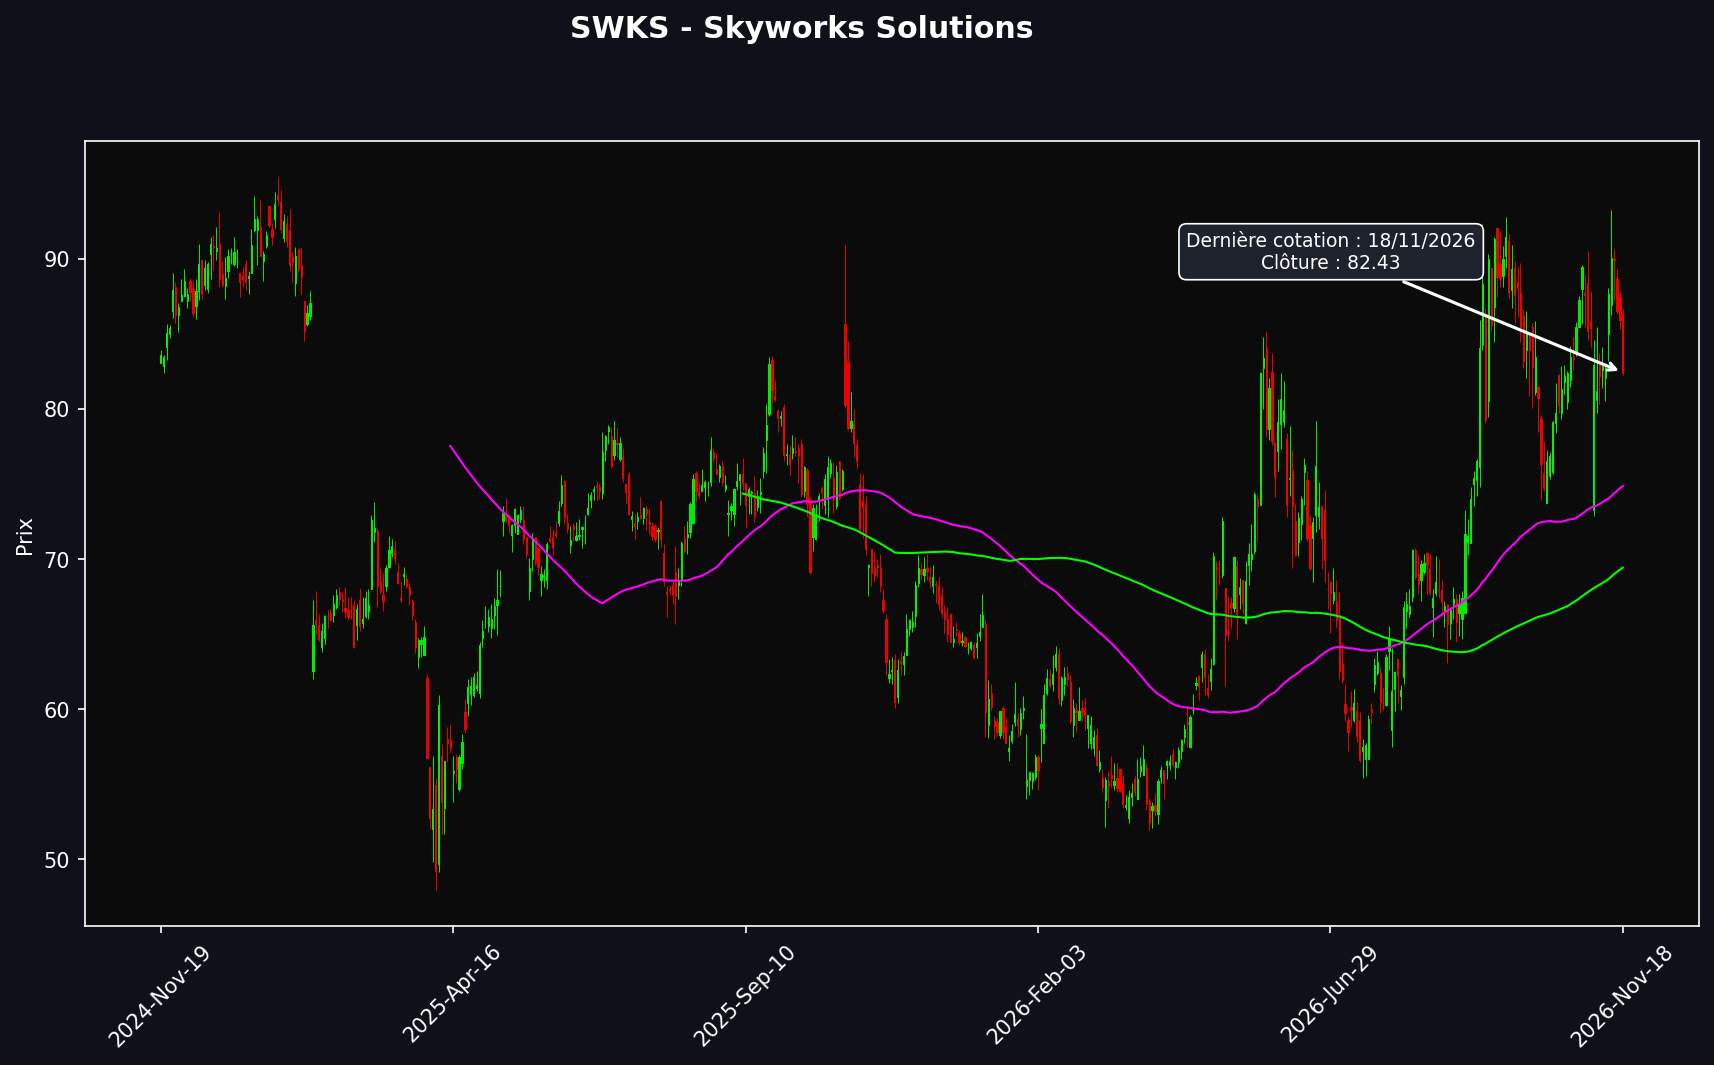 SWKS - Skyworks Solutions
Dernière cotation : 18/11/2026
Clôture : 82.43
Prix
90
80
70
60
50
2024-Nov-19
2025-Apr-16
2025-Sep-10
2026-Feb-03
2026-Jun-29
2026-Nov-18